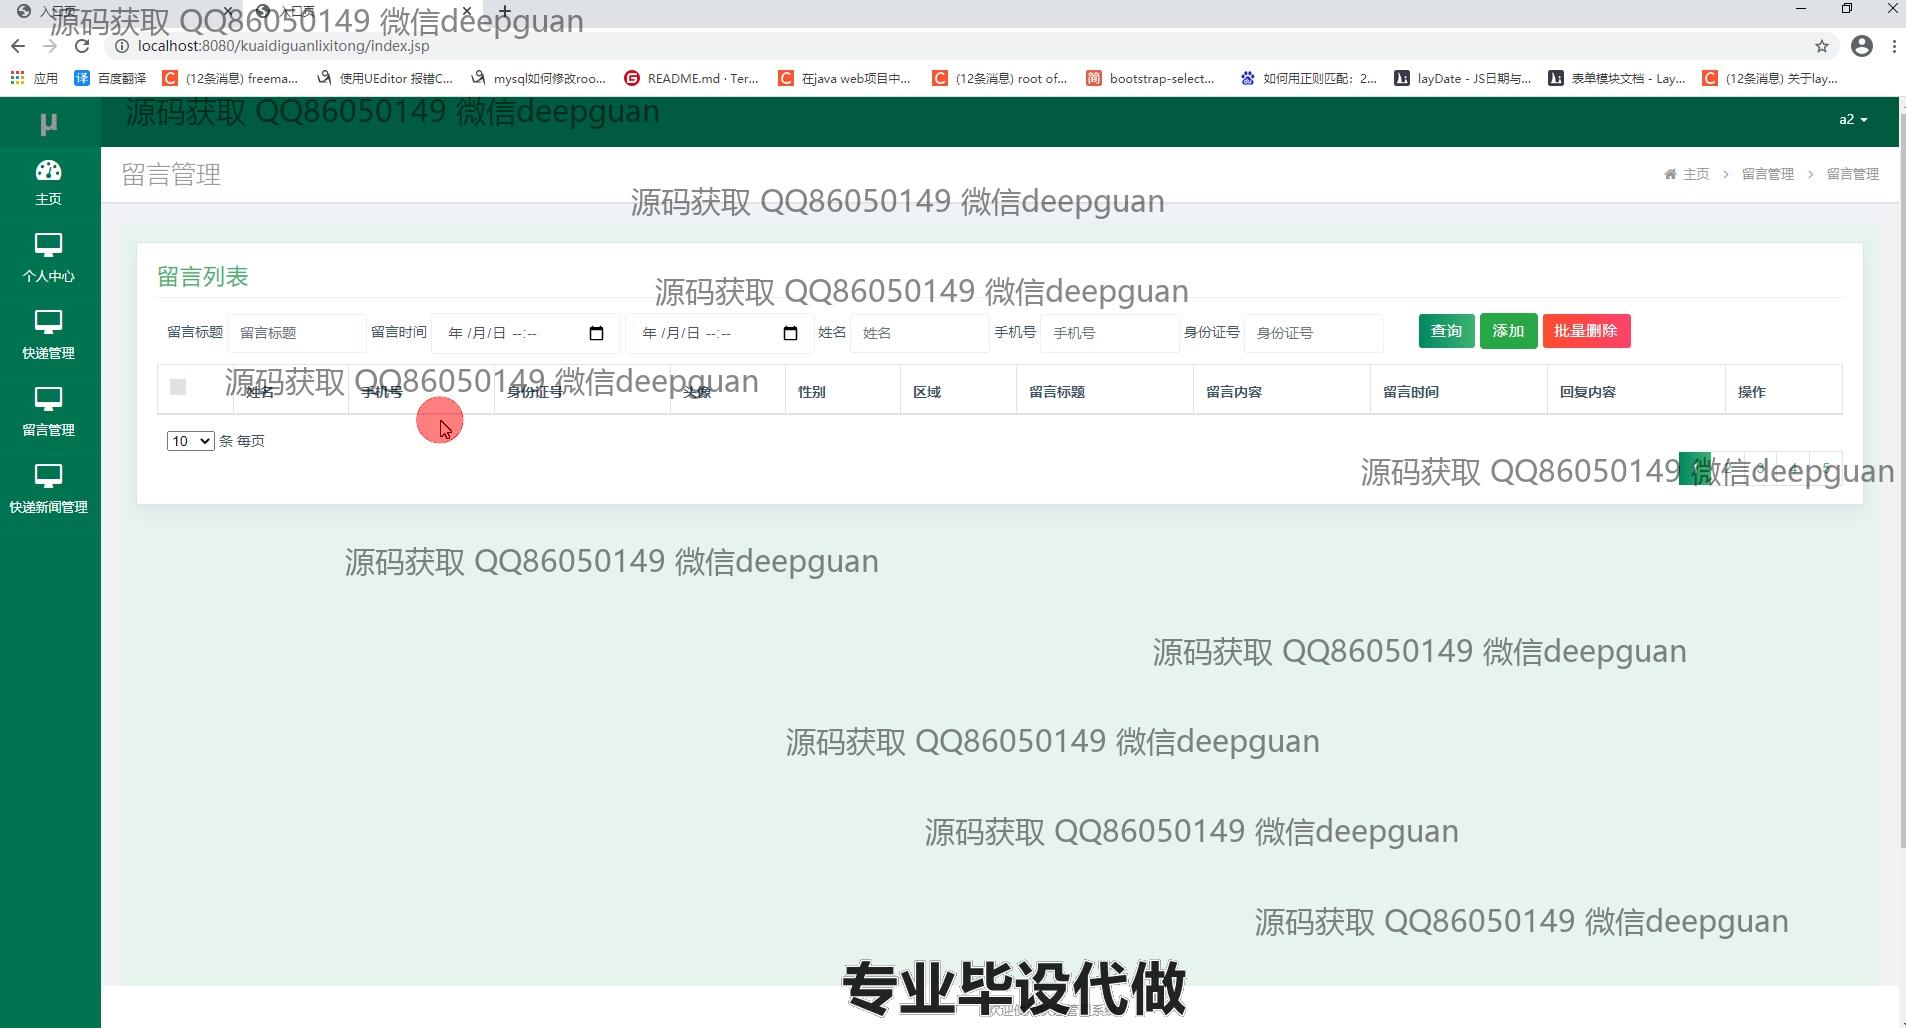 入口页 入口页
源码获取 QQ86050149 微信deepguan
localhost:8080/kuaidiguanlixitong/index.jsp
应用 百度翻译 (12条消息) freema... 使用UEditor 报错C... mysql如何修改roo... README.md · Ter... 在java web项目中... (12条消息) root of... bootstrap-select... 如何用正则匹配：2... layDate - JS日期与... 表单模块文档 - Lay... (12条消息) 关于lay...
源码获取 QQ86050149 微信deepguan
μ
a2
主页
留言管理
主页 > 留言管理 > 留言管理
源码获取 QQ86050149 微信deepguan
个人中心
留言列表
源码获取 QQ86050149 微信deepguan
留言标题 留言标题 留言时间 年 /月/日 --:-- 年 /月/日 --:-- 姓名 姓名 手机号 手机号 身份证号 身份证号 查询 添加 批量删除
快递管理
源码获取 QQ86050149 微信deepguan
姓名 手机号 身份证号 头像 性别 区域 留言标题 留言内容 留言时间 回复内容 操作
留言管理
10 条 每页
1 2 3 4 5
源码获取 QQ86050149 微信deepguan
快递新闻管理
源码获取 QQ86050149 微信deepguan
源码获取 QQ86050149 微信deepguan
源码获取 QQ86050149 微信deepguan
源码获取 QQ86050149 微信deepguan
源码获取 QQ86050149 微信deepguan
专业毕设代做